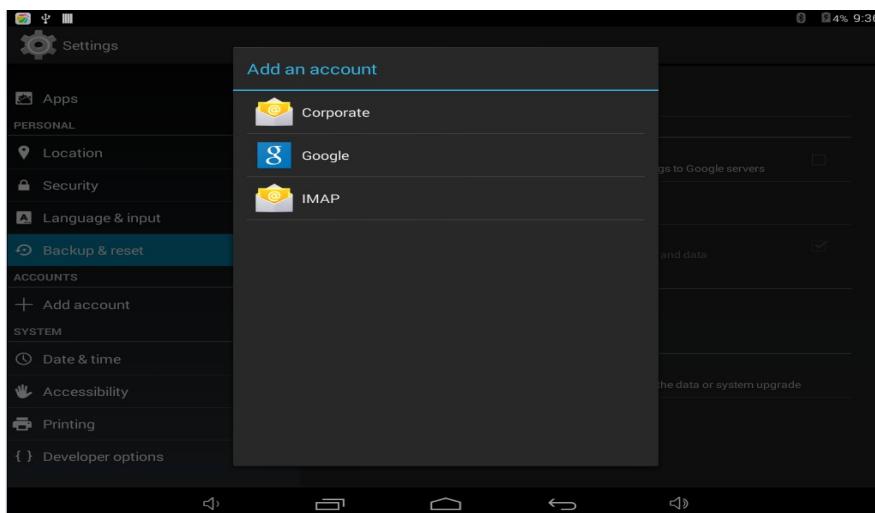 4% 9:36
Settings
Add an account
Apps
Corporate
PERSONAL
Google
Location
gs to Google servers
Security
IMAP
Language & input
Backup & reset
and data
ACCOUNTS
Add account
SYSTEM
Date & time
Accessibility
the data or system upgrade
Printing
{ } Developer options